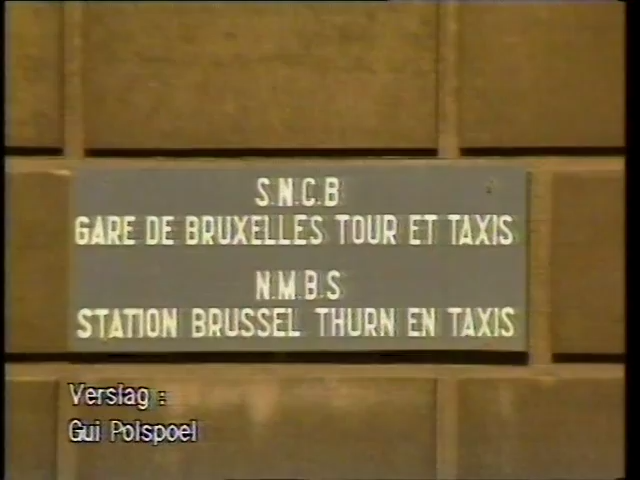 S.N.C.B
GARE DE BRUXELLES TOUR ET TAXIS
N.M.B.S
STATION BRUSSEL THURN EN TAXIS
Verslag :
Gui Polspoel